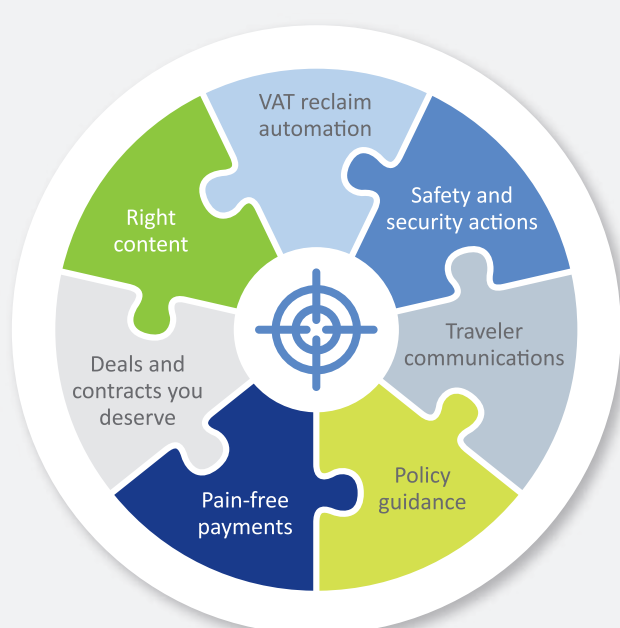 VAT reclaim
automation
Safety and
security actions
Traveler
communications
Policy
guidance
Pain-free
payments
Deals and
contracts you
deserve
Right
content